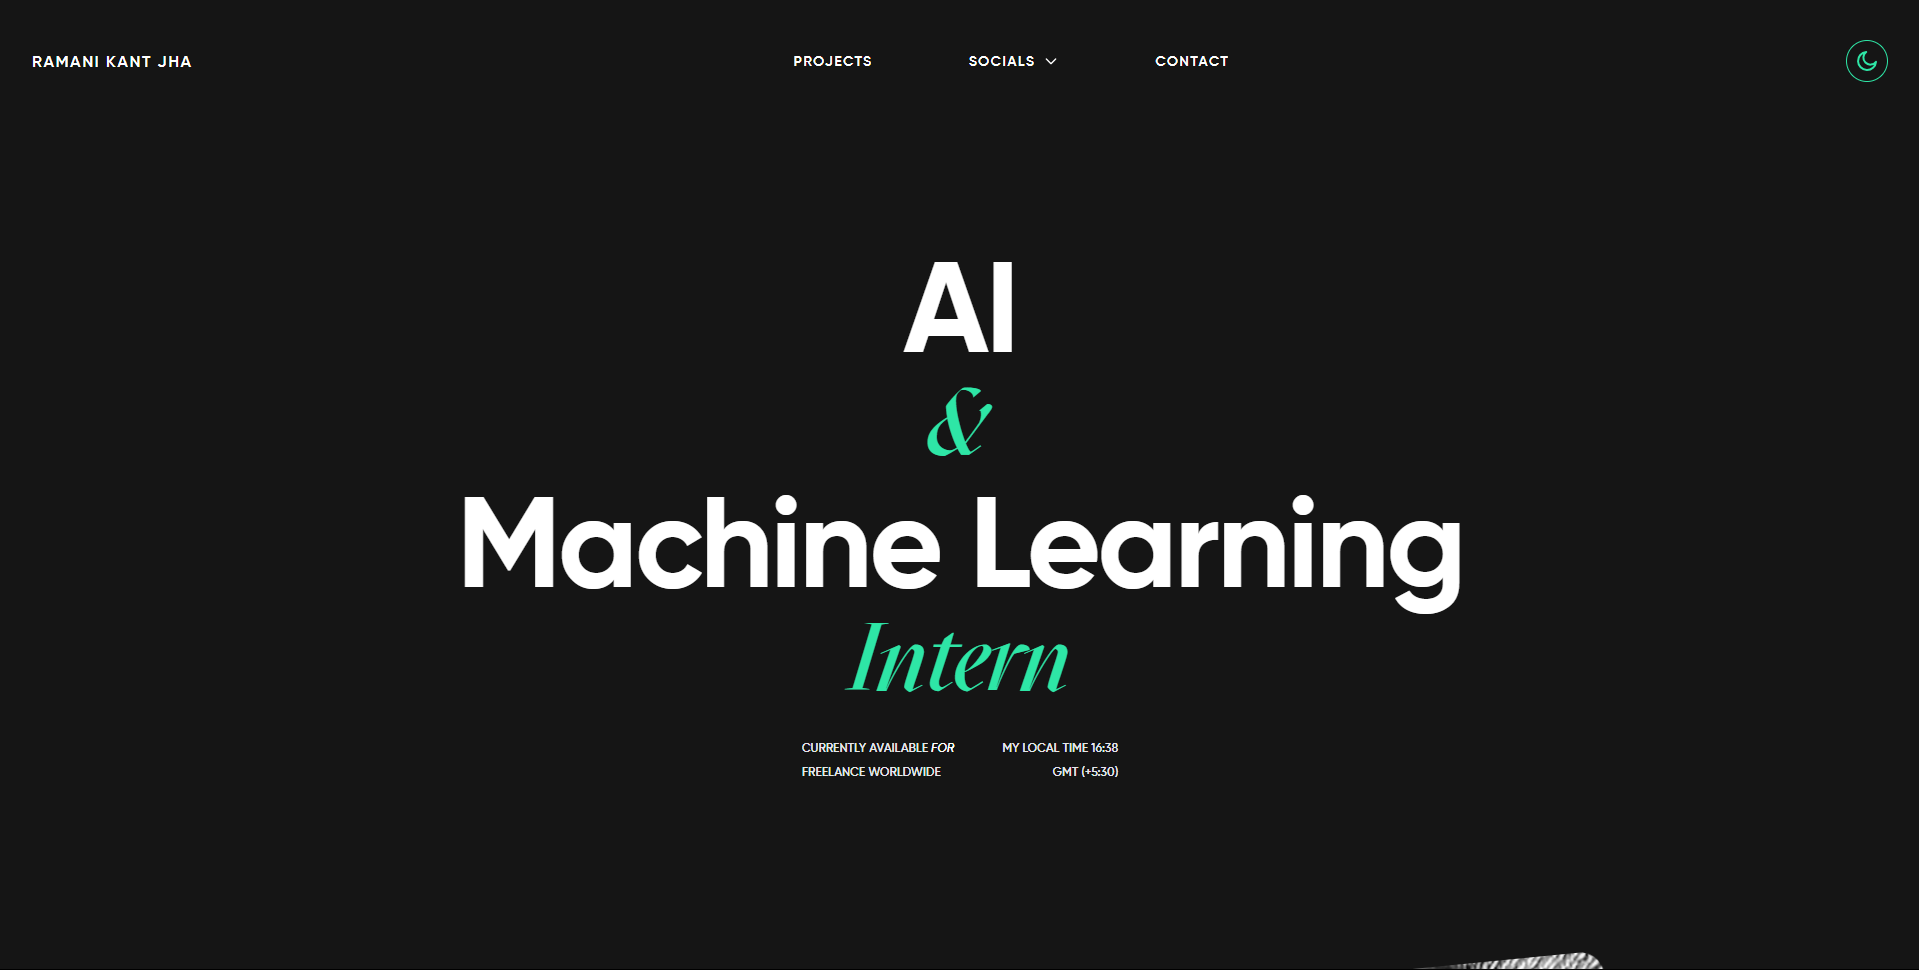 RAMANI KANT JHA
PROJECTS
SOCIALS
CONTACT
AI
&
Machine Learning
Intern
CURRENTLY AVAILABLE FOR
FREELANCE WORLDWIDE
MY LOCAL TIME 16:38
GMT (+5:30)